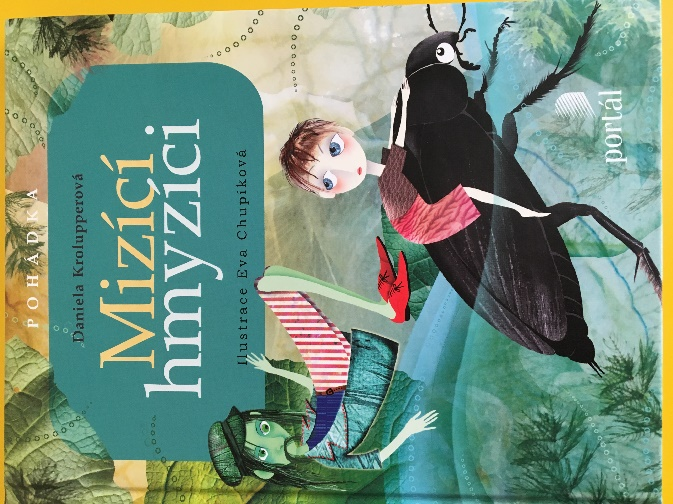 POHÁDKA
Daniela Krolupperová
Mizící
hmyzíci
Ilustrace Eva Chupíková
portál